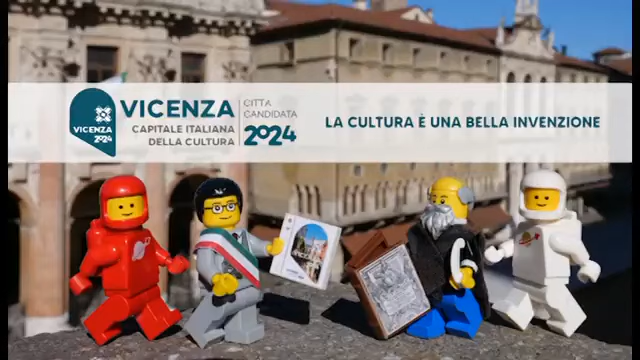 VICENZA
2024
VICENZA
CAPITALE ITALIANA
DELLA CULTURA
CITTÀ
CANDIDATA
2024
LA CULTURA È UNA BELLA INVENZIONE